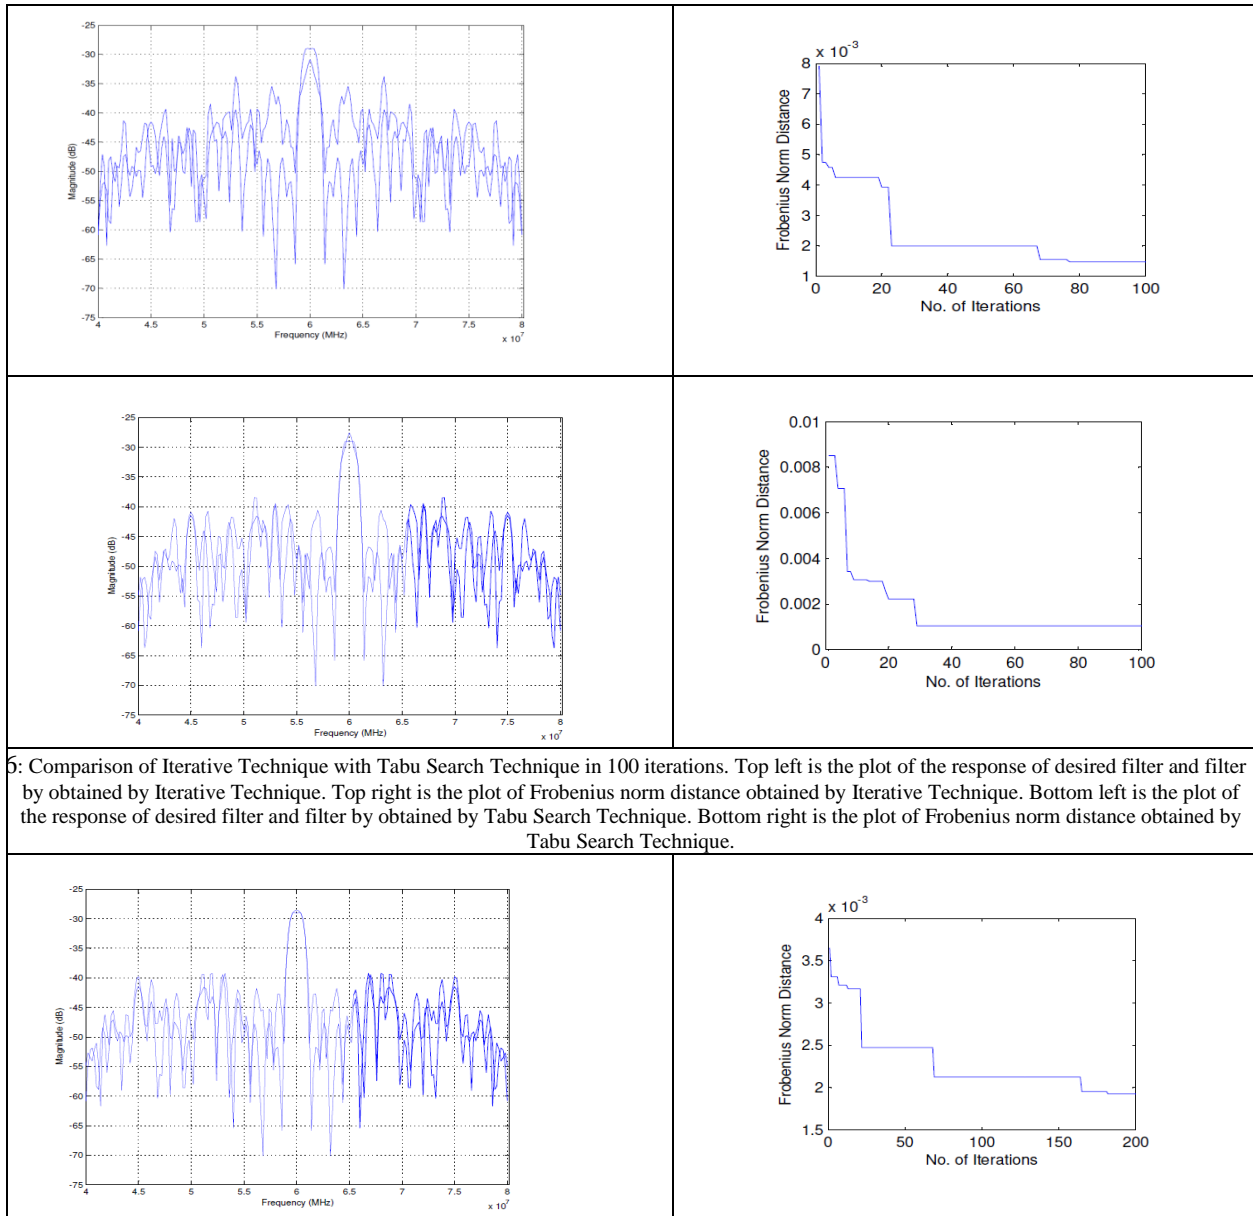 -25
-30
-35
-40
-45
-50
-55
-60
-65
-70
-75
Magnitude (dB)
4 4.5 5 5.5 6 6.5 7 7.5 8
Frequency (MHz)
x 10^7
x 10^-3
8
7
6
5
4
3
2
1
Frobenius Norm Distance
0 20 40 60 80 100
No. of Iterations
-25
-30
-35
-40
-45
-50
-55
-60
-65
-70
-75
Magnitude (dB)
4 4.5 5 5.5 6 6.5 7 7.5 8
Frequency (MHz)
x 10^7
0.01
0.008
0.006
0.004
0.002
0
Frobenius Norm Distance
0 20 40 60 80 100
No. of Iterations
6: Comparison of Iterative Technique with Tabu Search Technique in 100 iterations. Top left is the plot of the response of desired filter and filter
by obtained by Iterative Technique. Top right is the plot of Frobenius norm distance obtained by Iterative Technique. Bottom left is the plot of
the response of desired filter and filter by obtained by Tabu Search Technique. Bottom right is the plot of Frobenius norm distance obtained by
Tabu Search Technique.
-25
-30
-35
-40
-45
-50
-55
-60
-65
-70
-75
Magnitude (dB)
4 4.5 5 5.5 6 6.5 7 7.5 8
Frequency (MHz)
x 10^7
x 10^-3
4
3.5
3
2.5
2
1.5
Frobenius Norm Distance
0 50 100 150 200
No. of Iterations